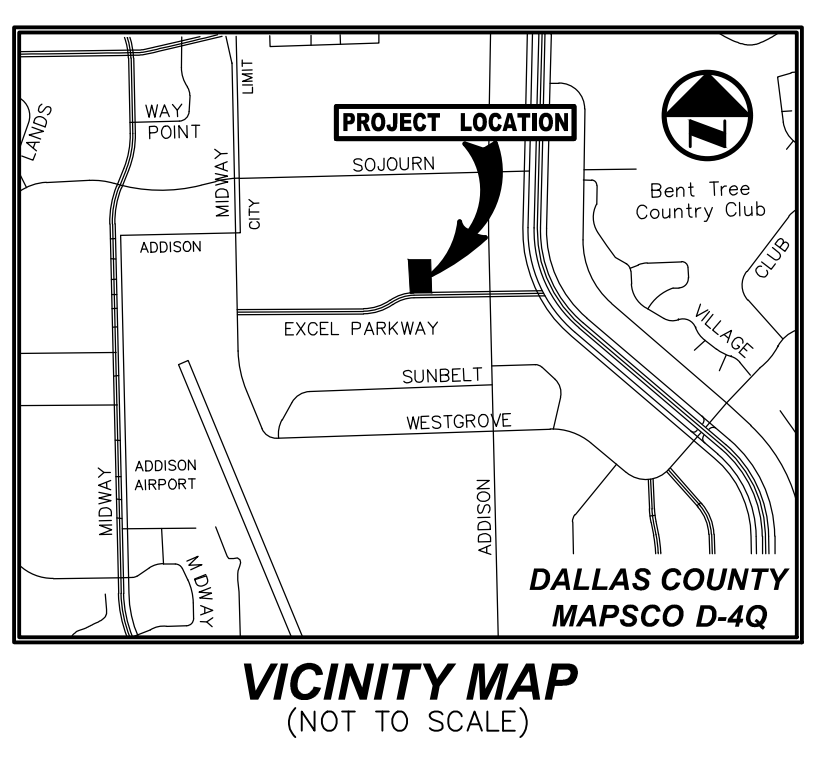 LIMIT
LANDS
WAY
POINT
PROJECT LOCATION
MIDWAY
SOJOURN
CITY
N
Bent Tree
Country Club
ADDISON
CLUB
EXCEL PARKWAY
VILLAGE
SUNBELT
WESTGROVE
ADDISON
AIRPORT
MIDWAY
ADDISON
MIDWAY
DALLAS COUNTY
MAPSCO D-4Q
VICINITY MAP
(NOT TO SCALE)